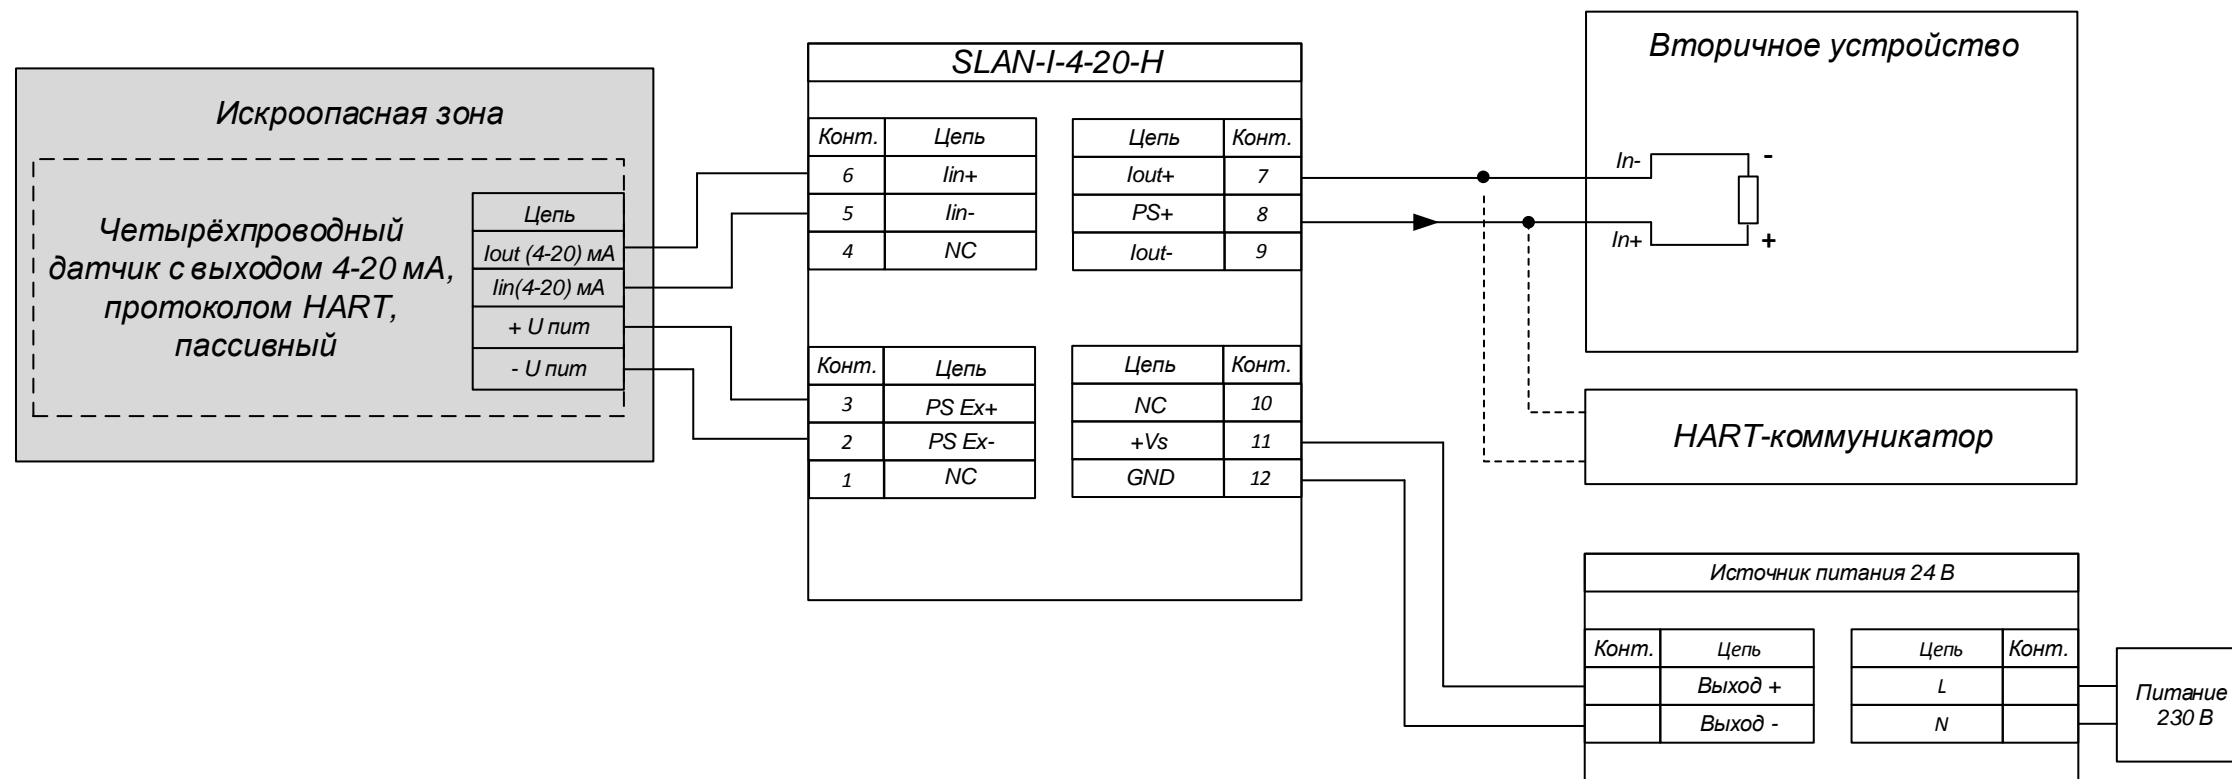 Искроопасная зона
Четырёхпроводный
датчик с выходом 4-20 мА,
протоколом HART,
пассивный
Цепь
Iout (4-20) мА
Iin(4-20) мА
+ U пит
- U пит
SLAN-I-4-20-H
Конт. Цепь
6 Iin+
5 Iin-
4 NC
Цепь Конт.
Iout+ 7
PS+ 8
Iout- 9
Конт. Цепь
3 PS Ex+
2 PS Ex-
1 NC
Цепь Конт.
NC 10
+Vs 11
GND 12
Вторичное устройство
In-
-
In+
+
HART-коммуникатор
Источник питания 24 В
Конт. Цепь
Выход +
Выход -
Цепь Конт.
L
N
Питание
230 В